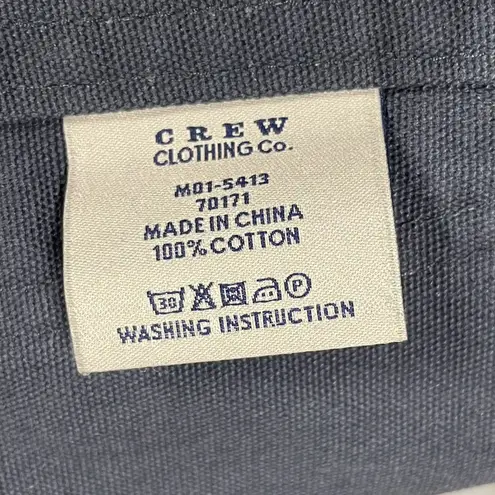 CREW
CLOTHING Co.
M01-5413
70171
MADE IN CHINA
100% COTTON
30 P
WASHING INSTRUCTION